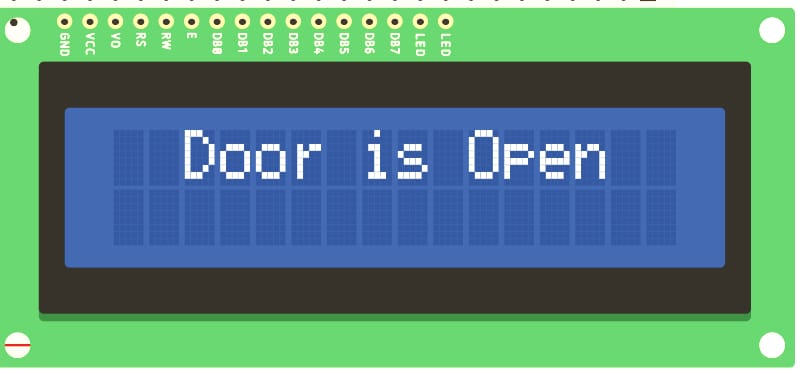 GND VCC VO RS RW E DB0 DB1 DB2 DB3 DB4 DB5 DB6 DB7 LED LED
Door is Open